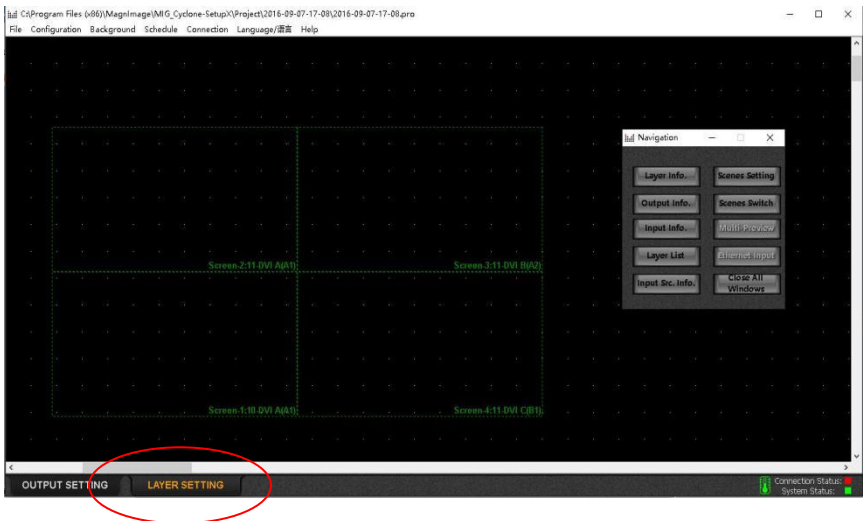 C:\Program Files (x86)\MagnImage\MIG_Cyclone-SetupX\Project\2016-09-07-17-08\2016-09-07-17-08.pro
File Configuration Background Schedule Connection Language/语言 Help
Navigation
Layer Info. Scenes Setting
Output Info. Scenes Switch
Input Info. Multi-Preview
Layer List Ethernet Input
Input Src. Info. Close All
Windows
Screen-2:11-DVI A(A1) Screen-3:11-DVI B(A2)
Screen-1:10-DVI A(A1) Screen-4:11-DVI C(B1)
OUTPUT SETTING LAYER SETTING
Connection Status:
System Status: